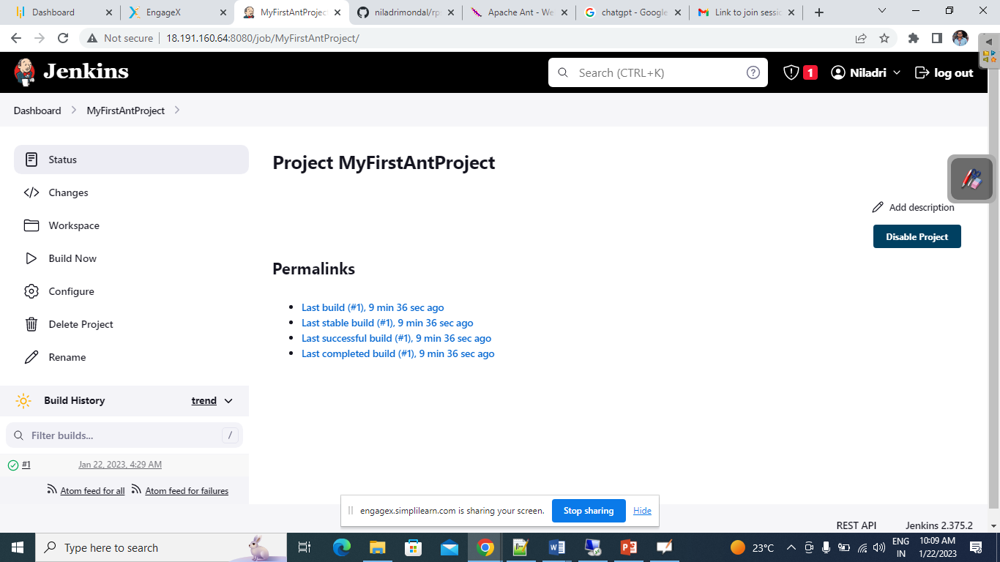 Dashboard
EngageX
MyFirstAntProjec
niladrimondal/rp
Apache Ant - We
chatgpt - Google
Link to join sessic
Not secure
18.191.160.64:8080/job/MyFirstAntProject/
Jenkins
Search (CTRL+K)
1
Niladri
log out
Dashboard
MyFirstAntProject
Status
Changes
Workspace
Build Now
Configure
Delete Project
Rename
Build History
trend
Filter builds...
/
#1
Jan 22, 2023, 4:29 AM
Atom feed for all
Atom feed for failures
Project MyFirstAntProject
Add description
Disable Project
Permalinks
Last build (#1), 9 min 36 sec ago
Last stable build (#1), 9 min 36 sec ago
Last successful build (#1), 9 min 36 sec ago
Last completed build (#1), 9 min 36 sec ago
engagex.simplilearn.com is sharing your screen.
Stop sharing
Hide
REST API
Jenkins 2.375.2
Type here to search
23°C
ENG
IN
10:09 AM
1/22/2023